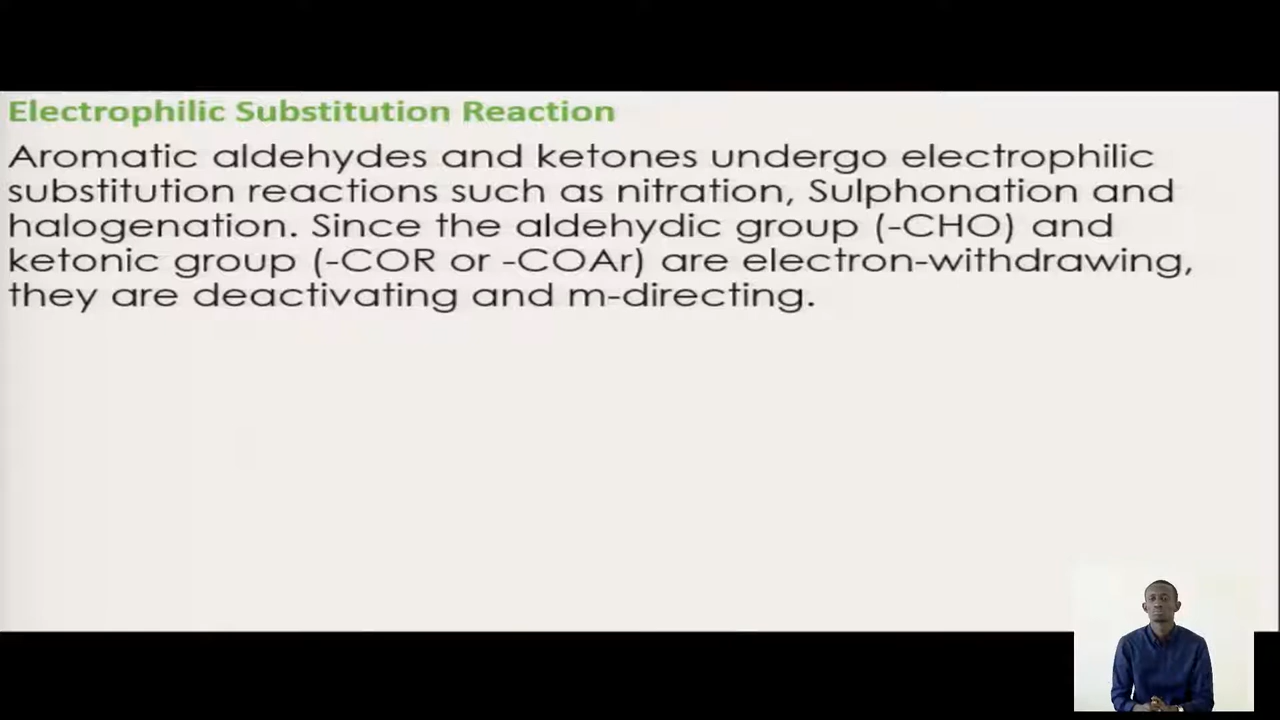 Electrophilic Substitution Reaction
Aromatic aldehydes and ketones undergo electrophilic
substitution reactions such as nitration, Sulphonation and
halogenation. Since the aldehydic group (-CHO) and
ketonic group (-COR or -COAr) are electron-withdrawing,
they are deactivating and m-directing.